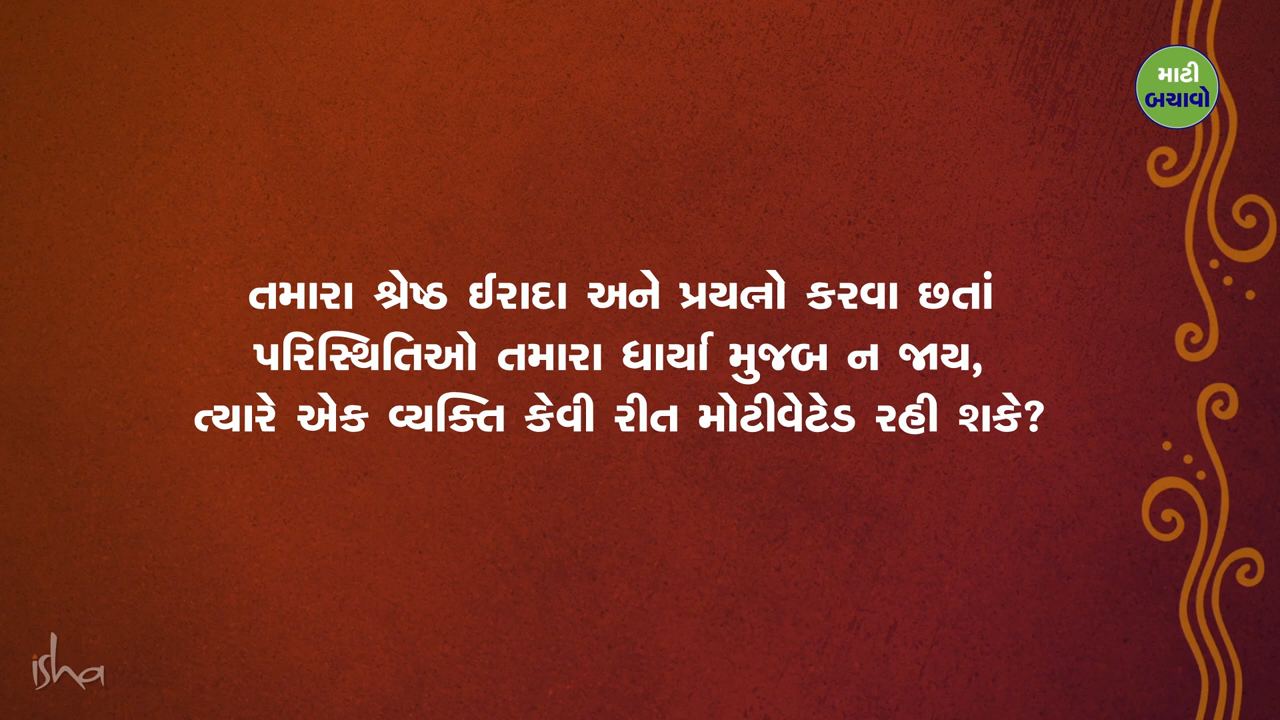 માટી
બચાવો
તમારા શ્રેષ્ઠ ઈરાદા અને પ્રયત્નો કરવા છતાં
પરિસ્થિતિઓ તમારા ધાર્યા મુજબ ન જાય,
ત્યારે એક વ્યક્તિ કેવી રીત મોટીવેટેડ રહી શકે?
isha